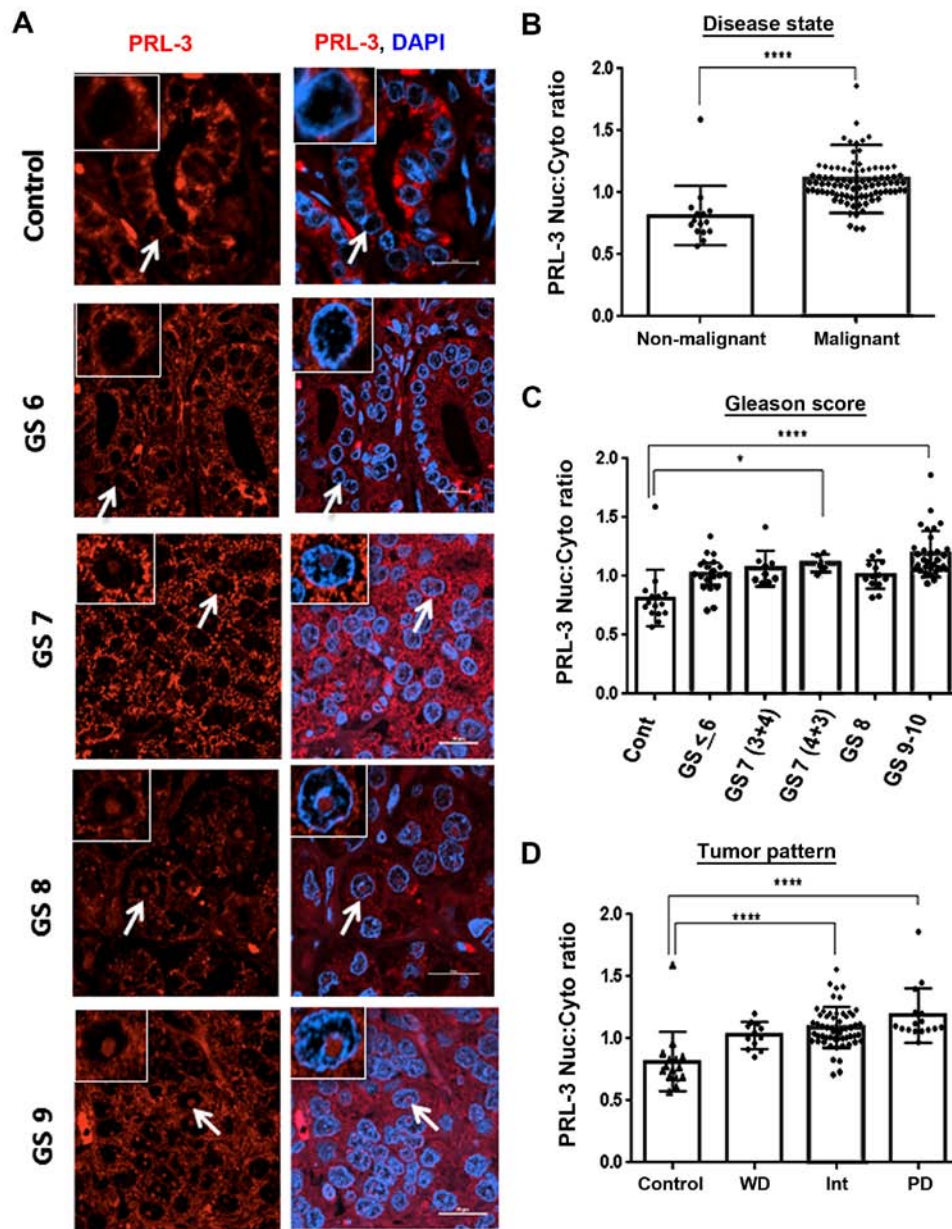 A
PRL-3
PRL-3, DAPI
Control
GS 6
GS 7
GS 8
GS 9
B
Disease state
****
PRL-3 Nuc:Cyto ratio
2.0
1.5
1.0
0.5
0.0
Non-malignant
Malignant
C
Gleason score
****
*
PRL-3 Nuc:Cyto ratio
2.0
1.5
1.0
0.5
0.0
Cont
GS ≤ 6
GS 7 (3+4)
GS 7 (4+3)
GS 8
GS 9-10
D
Tumor pattern
****
****
PRL-3 Nuc:Cyto ratio
2.0
1.5
1.0
0.5
0.0
Control
WD
Int
PD